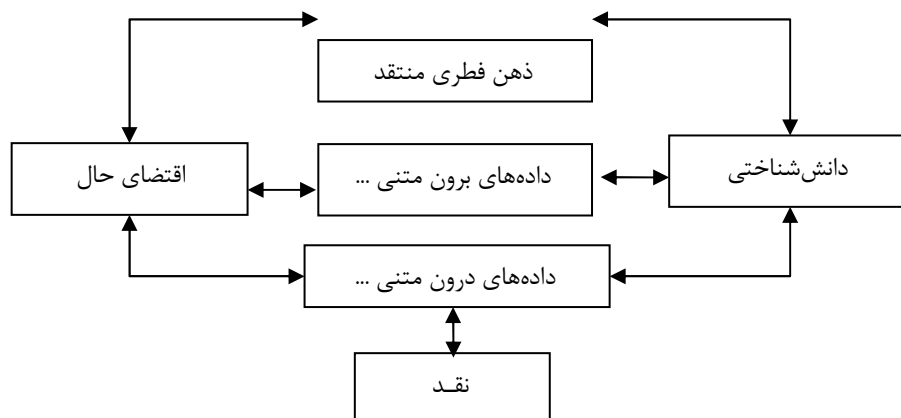 ذهن فطری منتقد
دانش‌شناختی
داده‌های برون متنی ...
اقتضای حال
داده‌های درون متنی ...
نقـد